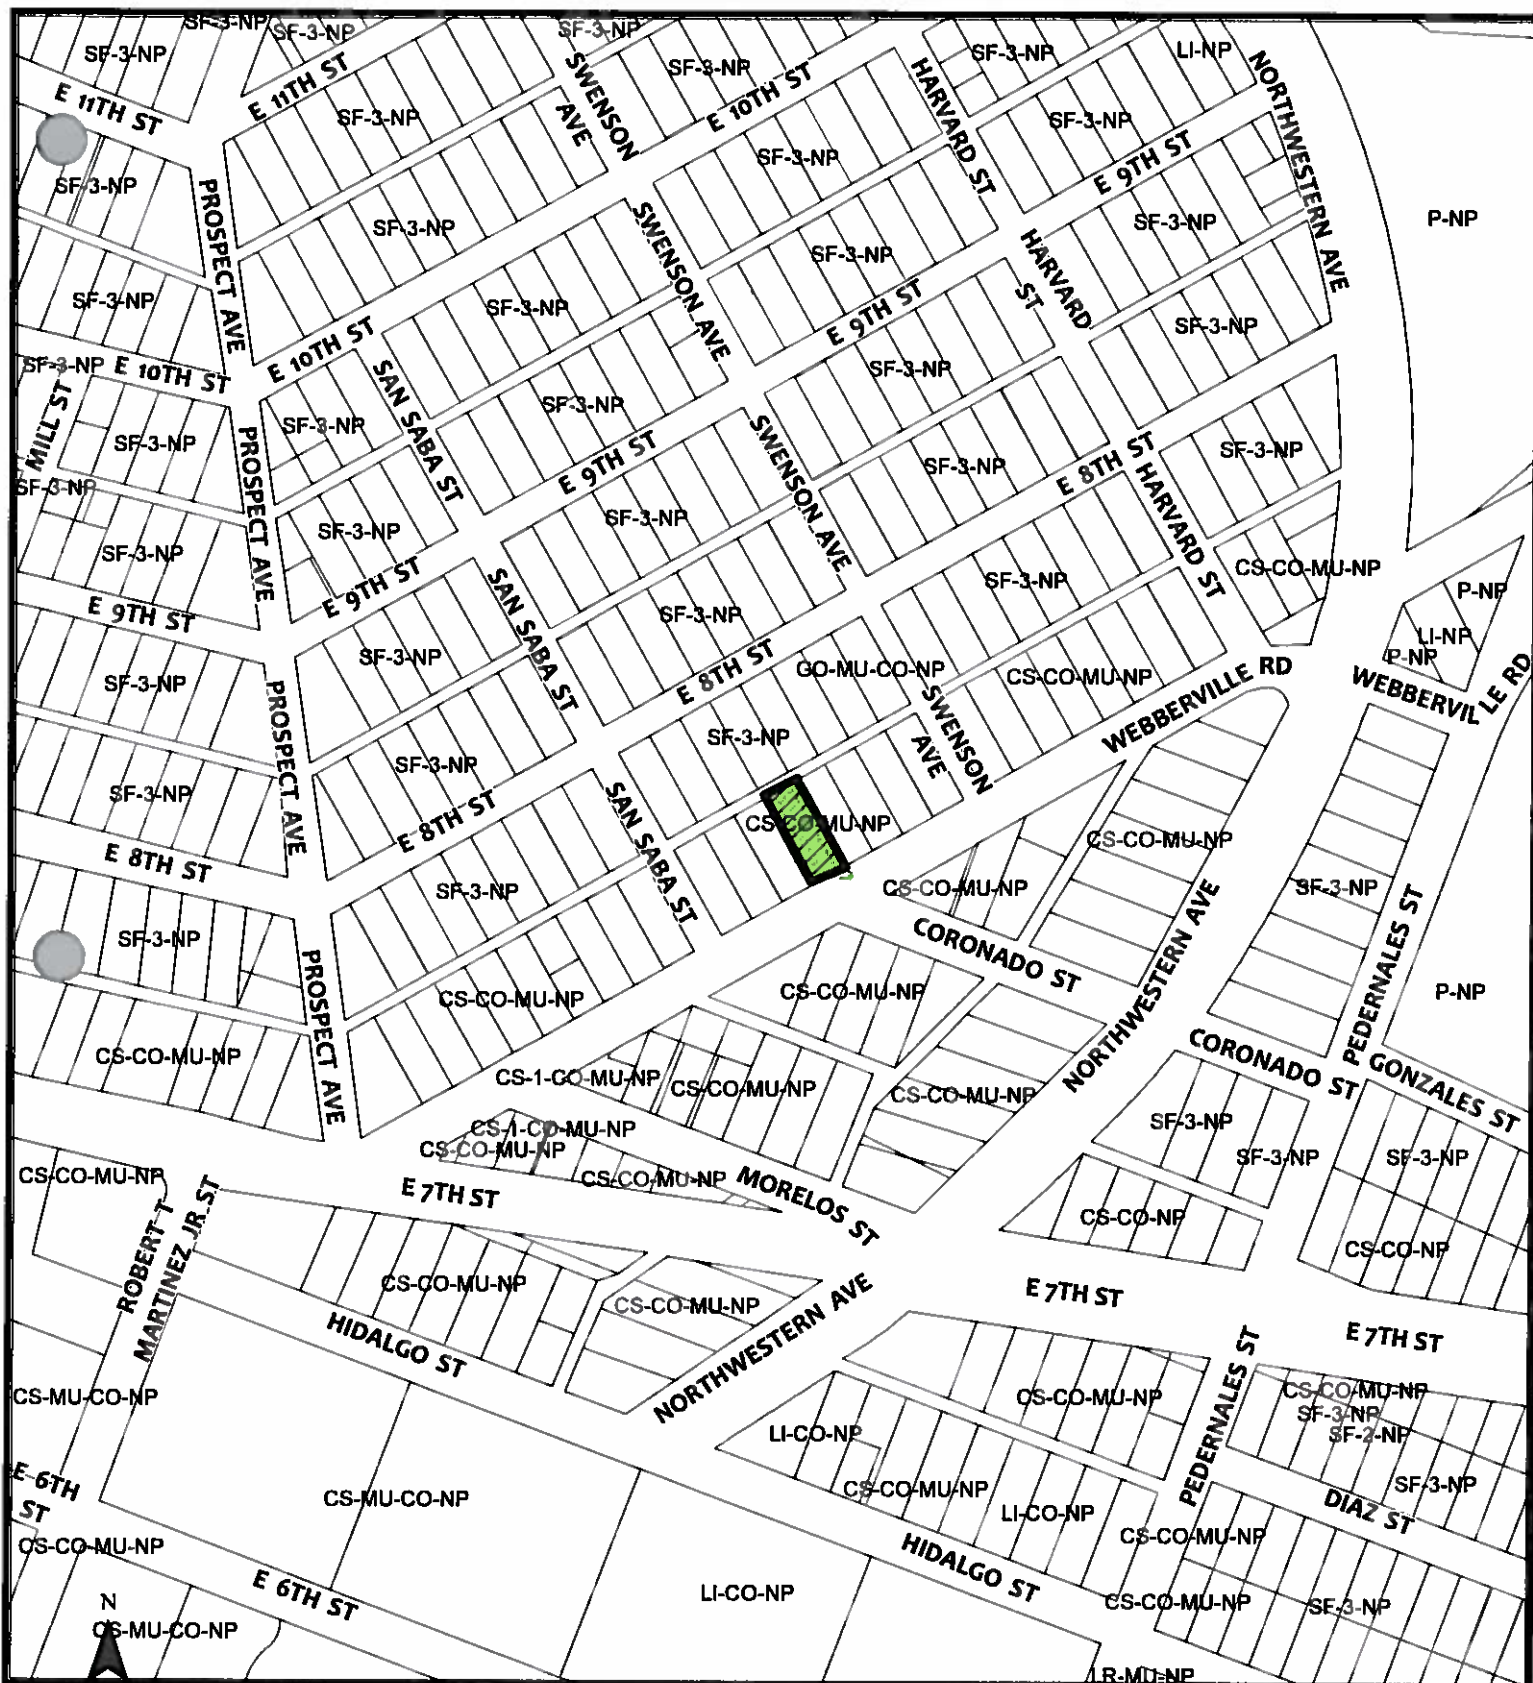 SF-3-NP
SF-3-NP
SF-3-NP
SF-3-NP
SF-3-NP
SF-3-NP
LI-NP
E 11TH ST
E 11TH ST
SF-3-NP
SWENSON
AVE
E 10TH ST
SF-3-NP
HARVARD ST
SF-3-NP
E 9TH ST
NORTHWESTERN AVE
SF-3-NP
PROSPECT AVE
SF-3-NP
SWENSON AVE
SF-3-NP
HARVARD
ST
SF-3-NP
P-NP
SF-3-NP
SF-3-NP
E 9TH ST
SF-3-NP
SF-3-NP
E 10TH ST
E 10TH ST
SAN SABA ST
SF-3-NP
SF-3-NP
MILL ST
SF-3-NP
SF-3-NP
SF-3-NP
PROSPECT AVE
SF-3-NP
E 9TH ST
SWENSON AVE
SF-3-NP
E 8TH ST
HARVARD ST
SF-3-NP
SF-3-NP
SF-3-NP
SF-3-NP
SF-3-NP
CS-CO-MU-NP
P-NP
LI-NP
P-NP
E 9TH ST
E 9TH ST
SAN SABA ST
SF-3-NP
SF-3-NP
SF-3-NP
E 8TH ST
GO-MU-CO-NP
CS-CO-MU-NP
WEBBERVILLE RD
WEBBERVIL
LE RD
SF-3-NP
PROSPECT AVE
SF-3-NP
SF-3-NP
SWENSON
AVE
SF-3-NP
E 8TH ST
SAN SABA ST
CS-CO-MU-NP
CS-CO-MU-NP
E 8TH ST
SF-3-NP
CS-CO-MU-NP
SF-3-NP
SF-3-NP
CORONADO ST
NORTHWESTERN AVE
PEDERNALES ST
PROSPECT AVE
CS-CO-MU-NP
CS-CO-MU-NP
P-NP
CS-CO-MU-NP
CS-1-CO-MU-NP
CS-CO-MU-NP
CS-CO-MU-NP
CORONADO ST
GONZALES ST
CS-1-CO-MU-NP
CS-CO-MU-NP
SF-3-NP
SF-3-NP
SF-3-NP
CS-CO-MU-NP
CS-CO-MU-NP
MORELOS ST
E 7TH ST
CS-CO-NP
CS-CO-NP
ROBERT T
MARTINEZ JR ST
CS-CO-MU-NP
CS-CO-MU-NP
NORTHWESTERN AVE
E 7TH ST
E 7TH ST
HIDALGO ST
PEDERNALES ST
CS-MU-CO-NP
CS-CO-MU-NP
CS-CO-MU-NP
SF-3-NP
SF-2-NP
LI-CO-NP
E 6TH
ST
CS-MU-CO-NP
CS-CO-MU-NP
LI-CO-NP
SF-3-NP
DIAZ ST
CS-CO-MU-NP
CS-CO-MU-NP
HIDALGO ST
E 6TH ST
LI-CO-NP
CS-CO-MU-NP
SF-3-NP
N
CS-MU-CO-NP
LR-MU-NP